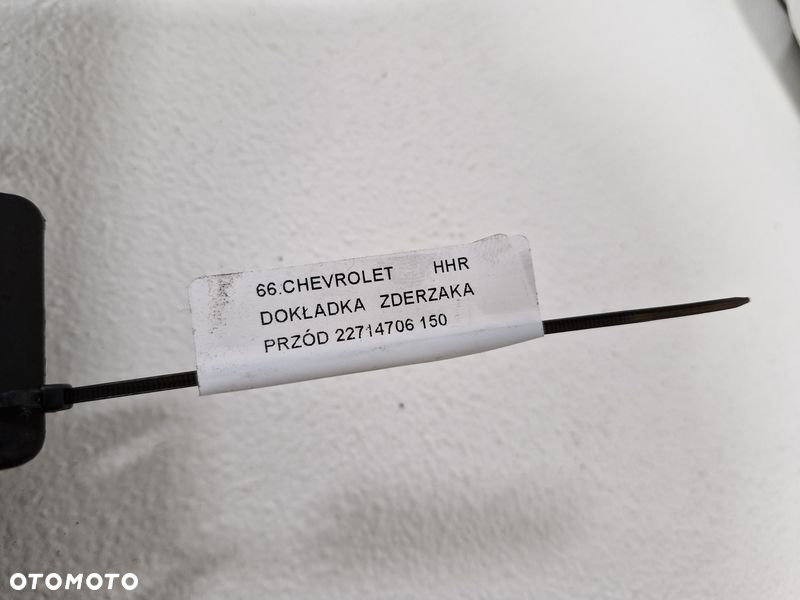 66.CHEVROLET HHR
DOKŁADKA ZDERZAKA
PRZÓD 22714706 150
OTOMOTO